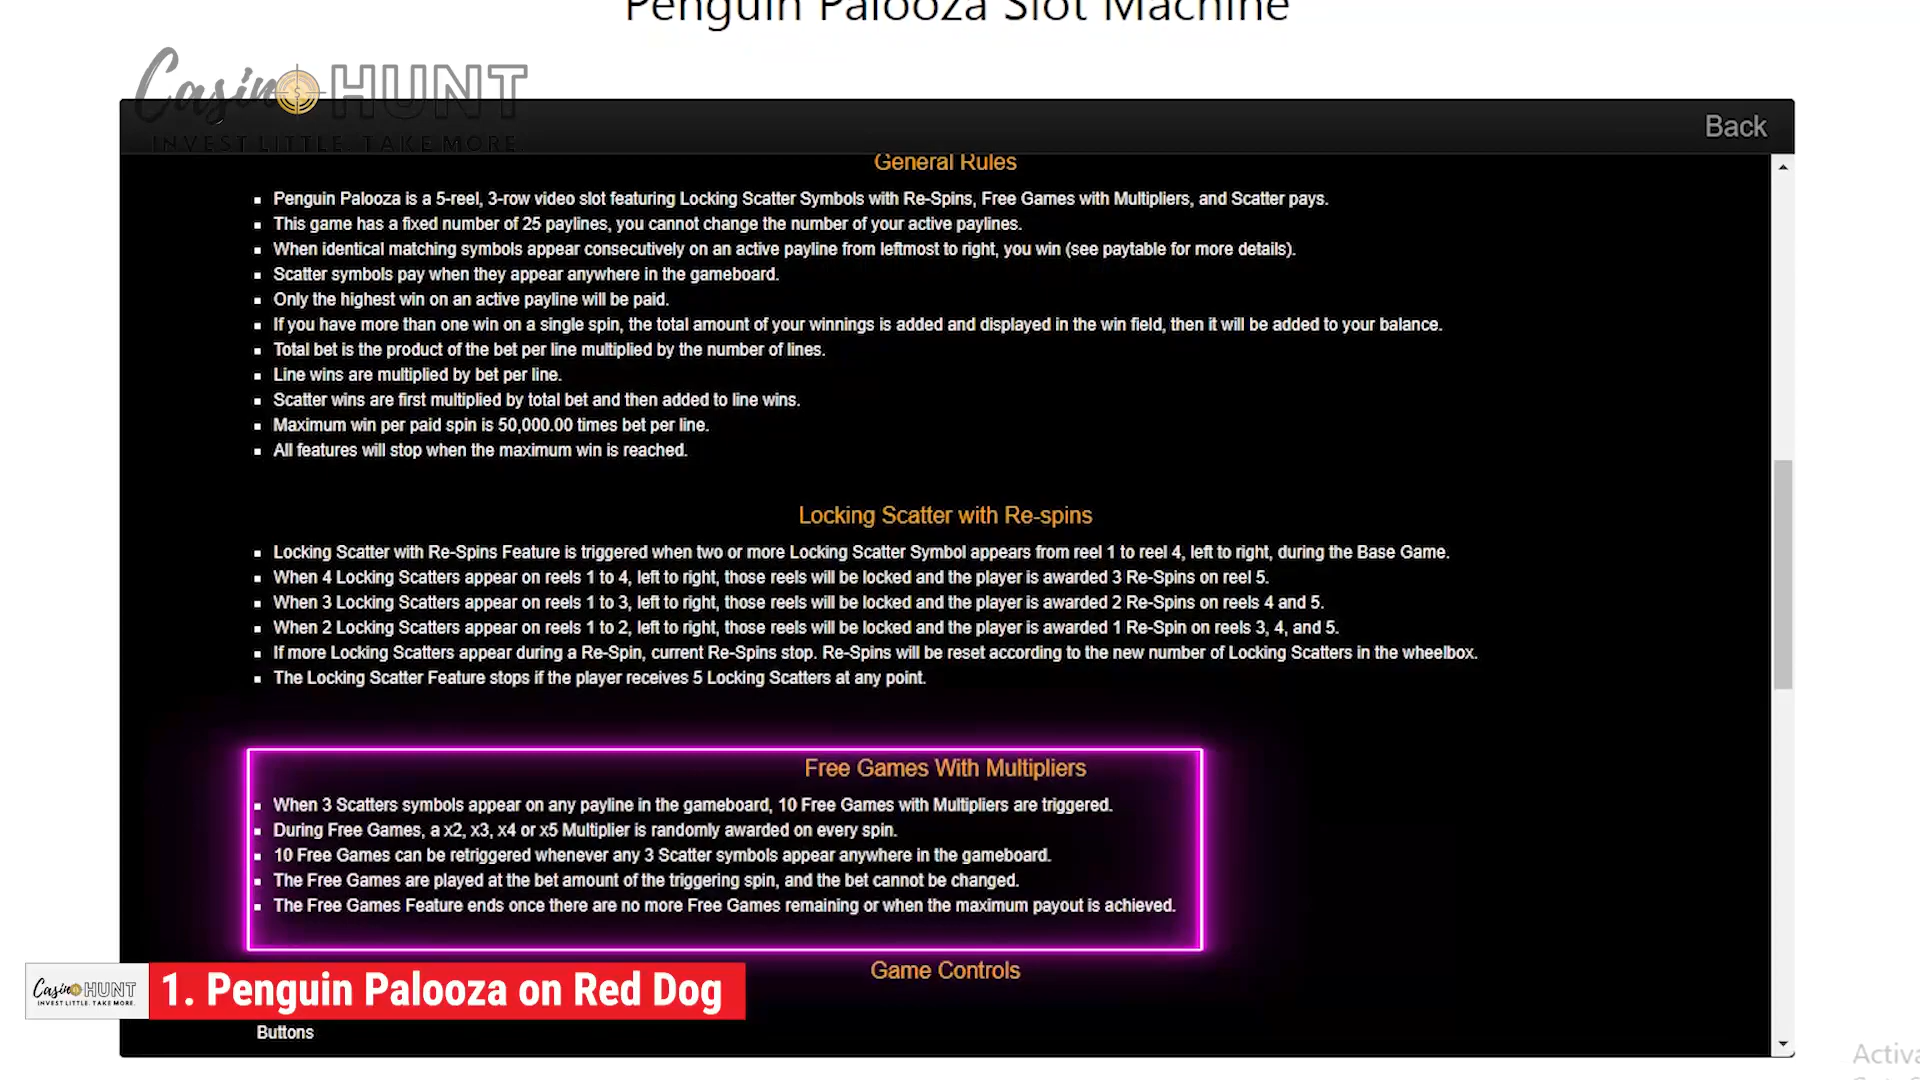 Penguin Palooza Slot Machine
Casino HUNT
INVEST LITTLE. TAKE MORE
Back
General Rules
Penguin Palooza is a 5-reel, 3-row video slot featuring Locking Scatter Symbols with Re-Spins, Free Games with Multipliers, and Scatter pays.
This game has a fixed number of 25 paylines, you cannot change the number of your active paylines.
When identical matching symbols appear consecutively on an active payline from leftmost to right, you win (see paytable for more details).
Scatter symbols pay when they appear anywhere in the gameboard.
Only the highest win on an active payline will be paid.
If you have more than one win on a single spin, the total amount of your winnings is added and displayed in the win field, then it will be added to your balance.
Total bet is the product of the bet per line multiplied by the number of lines.
Line wins are multiplied by bet per line.
Scatter wins are first multiplied by total bet and then added to line wins.
Maximum win per paid spin is 50,000.00 times bet per line.
All features will stop when the maximum win is reached.
Locking Scatter with Re-spins
Locking Scatter with Re-Spins Feature is triggered when two or more Locking Scatter Symbol appears from reel 1 to reel 4, left to right, during the Base Game.
When 4 Locking Scatters appear on reels 1 to 4, left to right, those reels will be locked and the player is awarded 3 Re-Spins on reel 5.
When 3 Locking Scatters appear on reels 1 to 3, left to right, those reels will be locked and the player is awarded 2 Re-Spins on reels 4 and 5.
When 2 Locking Scatters appear on reels 1 to 2, left to right, those reels will be locked and the player is awarded 1 Re-Spin on reels 3, 4, and 5.
If more Locking Scatters appear during a Re-Spin, current Re-Spins stop. Re-Spins will be reset according to the new number of Locking Scatters in the wheelbox.
The Locking Scatter Feature stops if the player receives 5 Locking Scatters at any point.
Free Games With Multipliers
When 3 Scatters symbols appear on any payline in the gameboard, 10 Free Games with Multipliers are triggered.
During Free Games, a x2, x3, x4 or x5 Multiplier is randomly awarded on every spin.
10 Free Games can be retriggered whenever any 3 Scatter symbols appear anywhere in the gameboard.
The Free Games are played at the bet amount of the triggering spin, and the bet cannot be changed.
The Free Games Feature ends once there are no more Free Games remaining or when the maximum payout is achieved.
Game Controls
Casino HUNT
INVEST LITTLE. TAKE MORE.
1. Penguin Palooza on Red Dog
Buttons
Activa